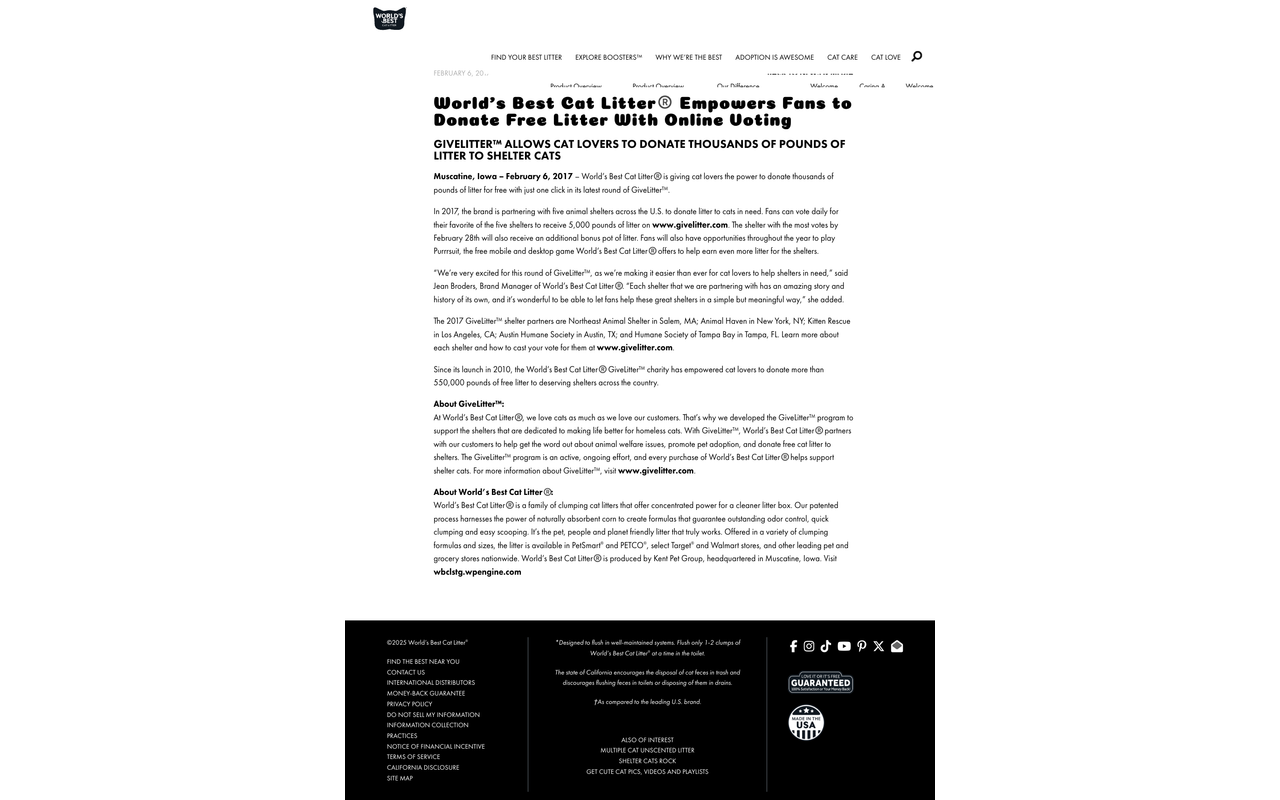 WORLD'S
BEST
FIND YOUR BEST LITTER EXPLORE BOOSTERS™ WHY WE'RE THE BEST ADOPTION IS AWESOME CAT CARE CAT LOVE
FEBRUARY 6, 20...
Product Overview Product Overview Our Difference Welcome Caring A Welcome
World's Best Cat Litter® Empowers Fans to
Donate Free Litter With Online Voting
GIVELITTER™ ALLOWS CAT LOVERS TO DONATE THOUSANDS OF POUNDS OF
LITTER TO SHELTER CATS
Muscatine, Iowa – February 6, 2017 – World's Best Cat Litter® is giving cat lovers the power to donate thousands of
pounds of litter for free with just one click in its latest round of GiveLitter™.
In 2017, the brand is partnering with five animal shelters across the U.S. to donate litter to cats in need. Fans can vote daily for
their favorite of the five shelters to receive 5,000 pounds of litter on www.givelitter.com. The shelter with the most votes by
February 28th will also receive an additional bonus pot of litter. Fans will also have opportunities throughout the year to play
Purrrsuit, the free mobile and desktop game World's Best Cat Litter® offers to help earn even more litter for the shelters.
"We're very excited for this round of GiveLitter™, as we're making it easier than ever for cat lovers to help shelters in need," said
Jean Broders, Brand Manager of World's Best Cat Litter®. "Each shelter that we are partnering with has an amazing story and
history of its own, and it's wonderful to be able to let fans help these great shelters in a simple but meaningful way," she added.
The 2017 GiveLitter™ shelter partners are Northeast Animal Shelter in Salem, MA; Animal Haven in New York, NY; Kitten Rescue
in Los Angeles, CA; Austin Humane Society in Austin, TX; and Humane Society of Tampa Bay in Tampa, FL. Learn more about
each shelter and how to cast your vote for them at www.givelitter.com.
Since its launch in 2010, the World's Best Cat Litter® GiveLitter™ charity has empowered cat lovers to donate more than
550,000 pounds of free litter to deserving shelters across the country.
About GiveLitter™:
At World's Best Cat Litter®, we love cats as much as we love our customers. That's why we developed the GiveLitter™ program to
support the shelters that are dedicated to making life better for homeless cats. With GiveLitter™, World's Best Cat Litter® partners
with our customers to help get the word out about animal welfare issues, promote pet adoption, and donate free cat litter to
shelters. The GiveLitter™ program is an active, ongoing effort, and every purchase of World's Best Cat Litter® helps support
shelter cats. For more information about GiveLitter™, visit www.givelitter.com.
About World's Best Cat Litter®:
World's Best Cat Litter® is a family of clumping cat litters that offer concentrated power for a cleaner litter box. Our patented
process harnesses the power of naturally absorbent corn to create formulas that guarantee outstanding odor control, quick
clumping and easy scooping. It's the pet, people and planet friendly litter that truly works. Offered in a variety of clumping
formulas and sizes, the litter is available in PetSmart® and PETCO®, select Target® and Walmart stores, and other leading pet and
grocery stores nationwide. World's Best Cat Litter® is produced by Kent Pet Group, headquartered in Muscatine, Iowa. Visit
wbclstg.wpengine.com
©2025 World's Best Cat Litter®
FIND THE BEST NEAR YOU
CONTACT US
INTERNATIONAL DISTRIBUTORS
MONEY-BACK GUARANTEE
PRIVACY POLICY
DO NOT SELL MY INFORMATION
INFORMATION COLLECTION
PRACTICES
NOTICE OF FINANCIAL INCENTIVE
TERMS OF SERVICE
CALIFORNIA DISCLOSURE
SITE MAP
*Designed to flush in well-maintained systems. Flush only 1-2 clumps of
World's Best Cat Litter® at a time in the toilet.
The state of California encourages the disposal of cat feces in trash and
discourages flushing feces in toilets or disposing of them in drains.
†As compared to the leading U.S. brand.
ALSO OF INTEREST
MULTIPLE CAT UNSCENTED LITTER
SHELTER CATS ROCK
GET CUTE CAT PICS, VIDEOS AND PLAYLISTS
LOVE IT OR IT'S FREE
GUARANTEED
100% Satisfaction or Your Money Back!
MADE IN THE
USA